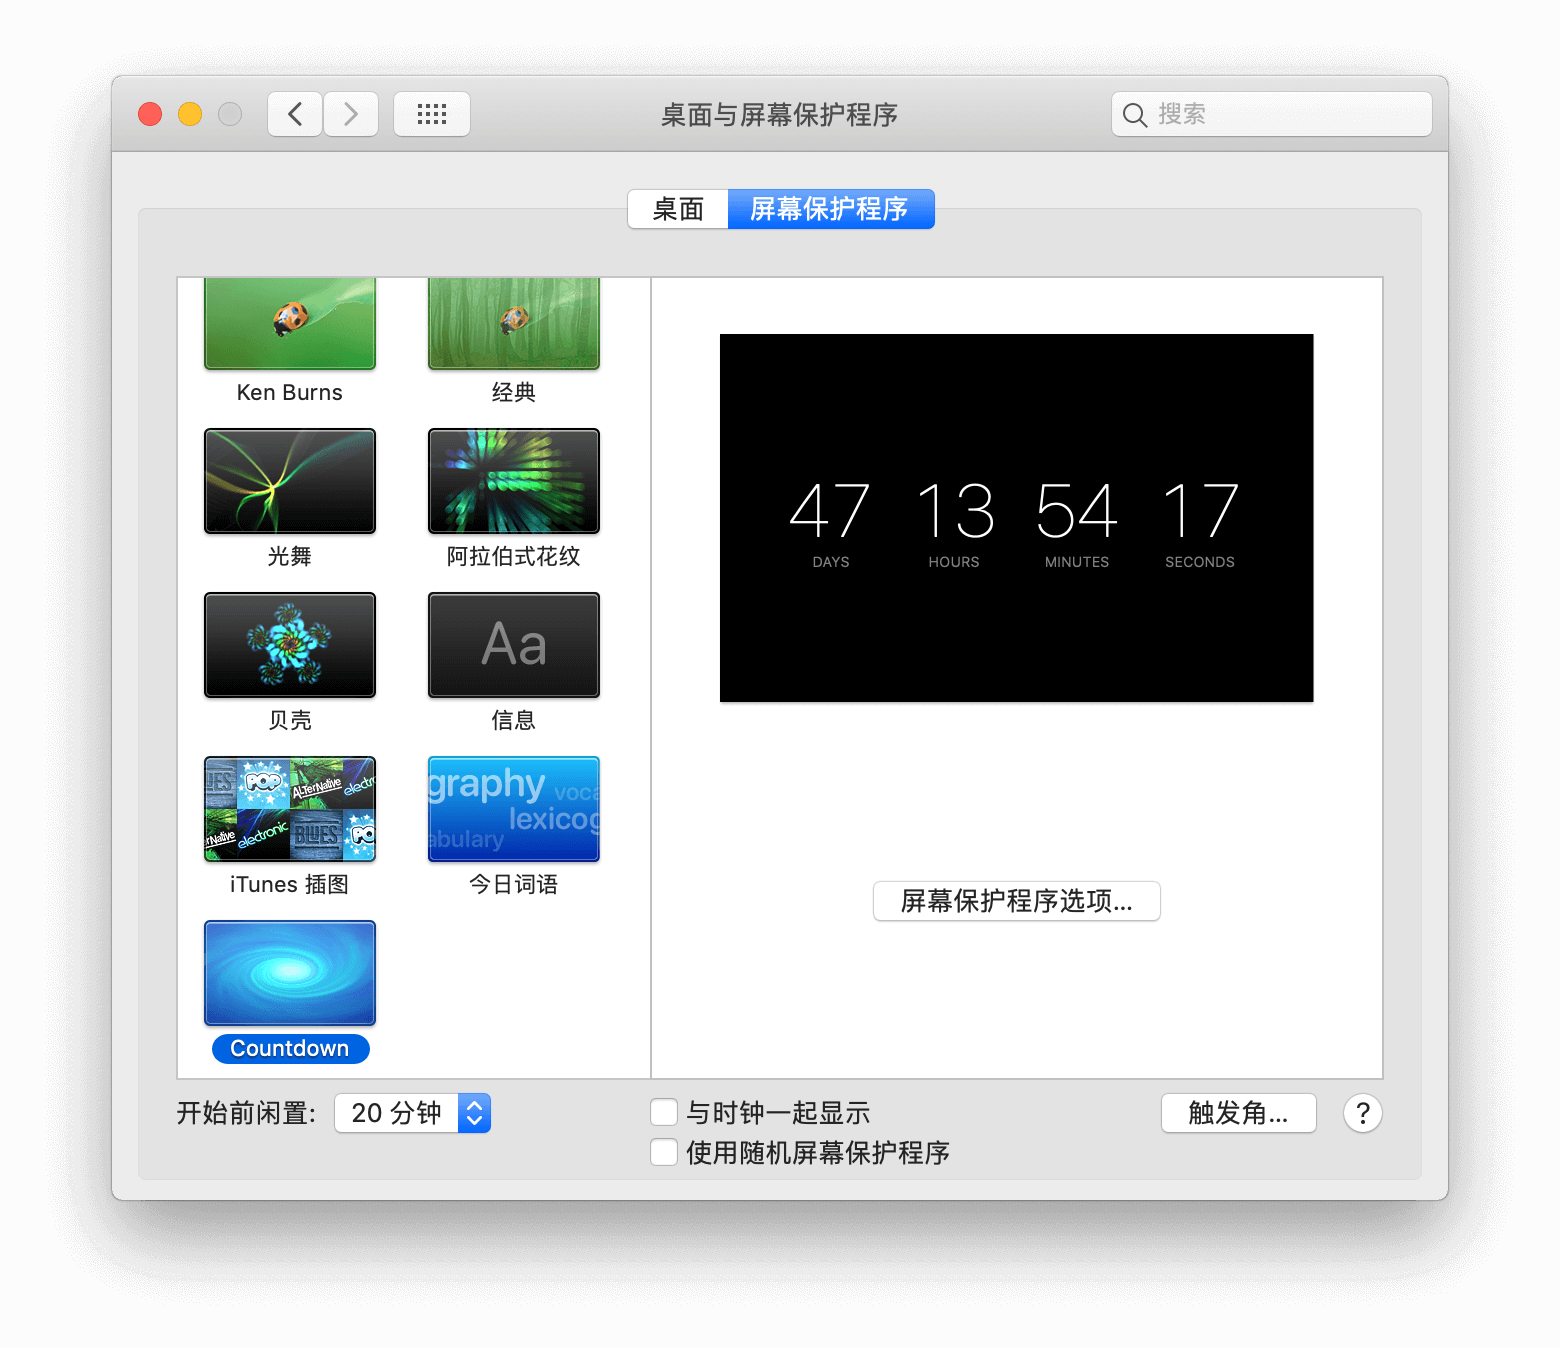 桌面与屏幕保护程序
搜索
桌面 屏幕保护程序
Ken Burns 经典
光舞 阿拉伯式花纹
Aa
贝壳 信息
JES POP ALTerNative electro
graphy voca
lexicog
abulary
erNative electronic BLUES PO
iTunes 插图 今日词语
Countdown
47 13 54 17
DAYS HOURS MINUTES SECONDS
屏幕保护程序选项...
开始前闲置: 20 分钟
与时钟一起显示
使用随机屏幕保护程序
触发角... ?